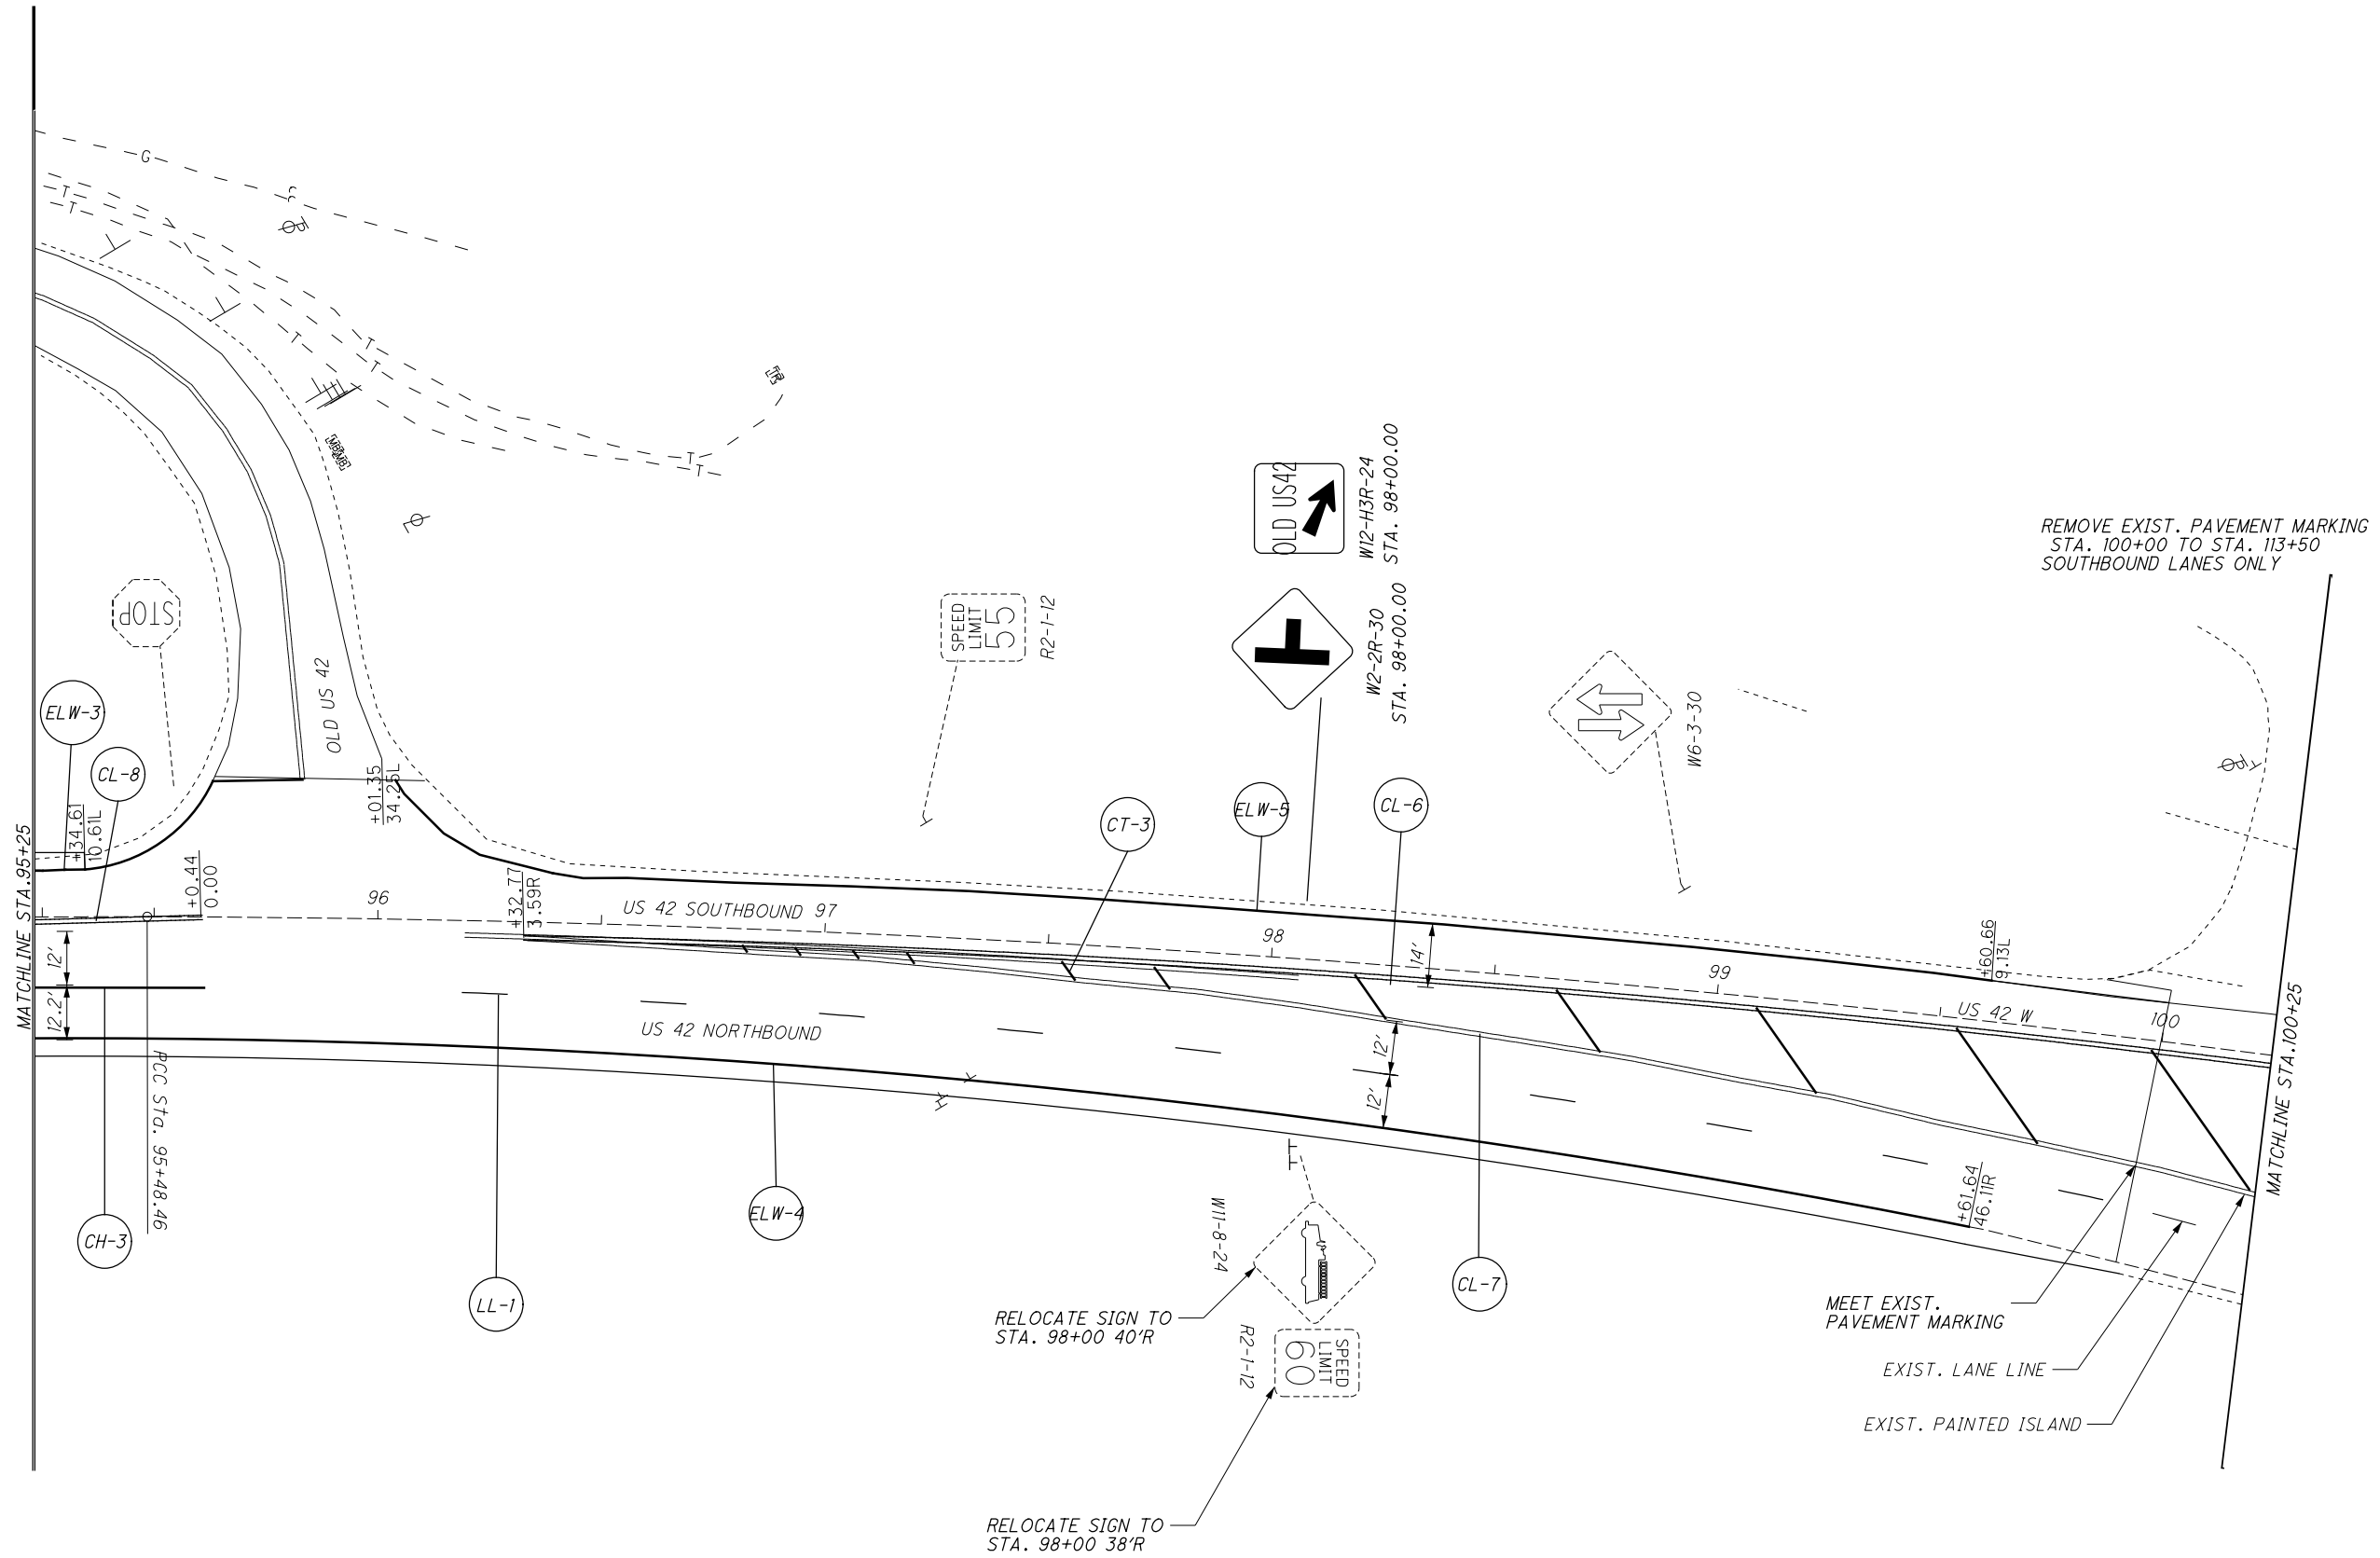 G
T
T
T
T
T
T
T
P
STOP
OLD US 42
ELW-3
CL-8
+34.61
10.61L
+01.35
34.25L
+0.44
0.00
MATCHLINE STA.95+25
12'
12.2'
96
+32.77
3.59R
US 42 SOUTHBOUND 97
98
99
100
US 42 W
US 42 NORTHBOUND
PCC Sta. 95+48.46
CH-3
LL-1
ELW-4
CL-7
CT-3
ELW-5
CL-6
SPEED
LIMIT
55
R2-1-12
OLD US42
W12-H3R-24
STA. 98+00.00
W2-2R-30
STA. 98+00.00
W6-3-30
14'
12'
12'
REMOVE EXIST. PAVEMENT MARKING
STA. 100+00 TO STA. 113+50
SOUTHBOUND LANES ONLY
P
+60.66
9.13L
+61.64
46.11R
MATCHLINE STA.100+25
W11-8-24
RELOCATE SIGN TO
STA. 98+00 40'R
SPEED
LIMIT
60
R2-1-12
RELOCATE SIGN TO
STA. 98+00 38'R
MEET EXIST.
PAVEMENT MARKING
EXIST. LANE LINE
EXIST. PAINTED ISLAND